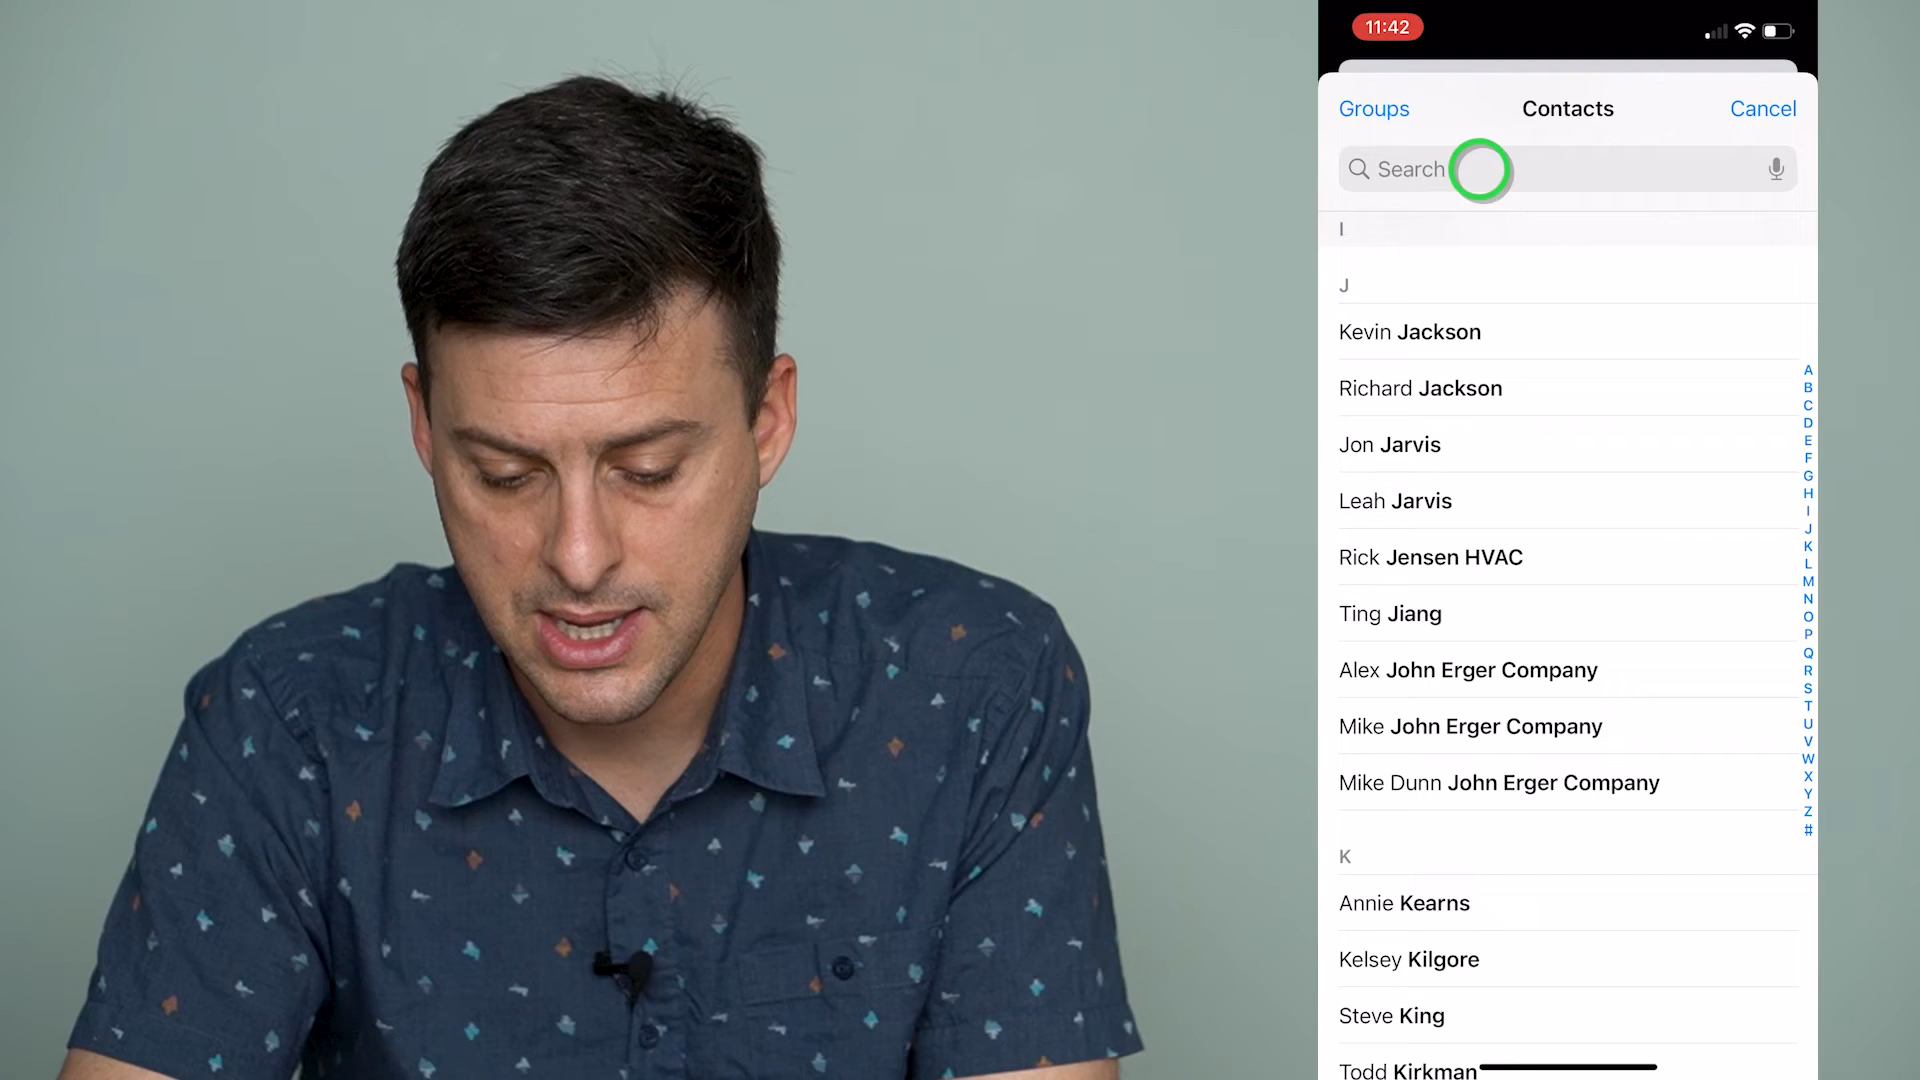 11:42
Groups Contacts Cancel
Search
I
J
Kevin Jackson
Richard Jackson
Jon Jarvis
Leah Jarvis
Rick Jensen HVAC
Ting Jiang
Alex John Erger Company
Mike John Erger Company
Mike Dunn John Erger Company
K
Annie Kearns
Kelsey Kilgore
Steve King
Todd Kirkman
A
B
C
D
E
F
G
H
I
J
K
L
M
N
O
P
Q
R
S
T
U
V
W
X
Y
Z
#